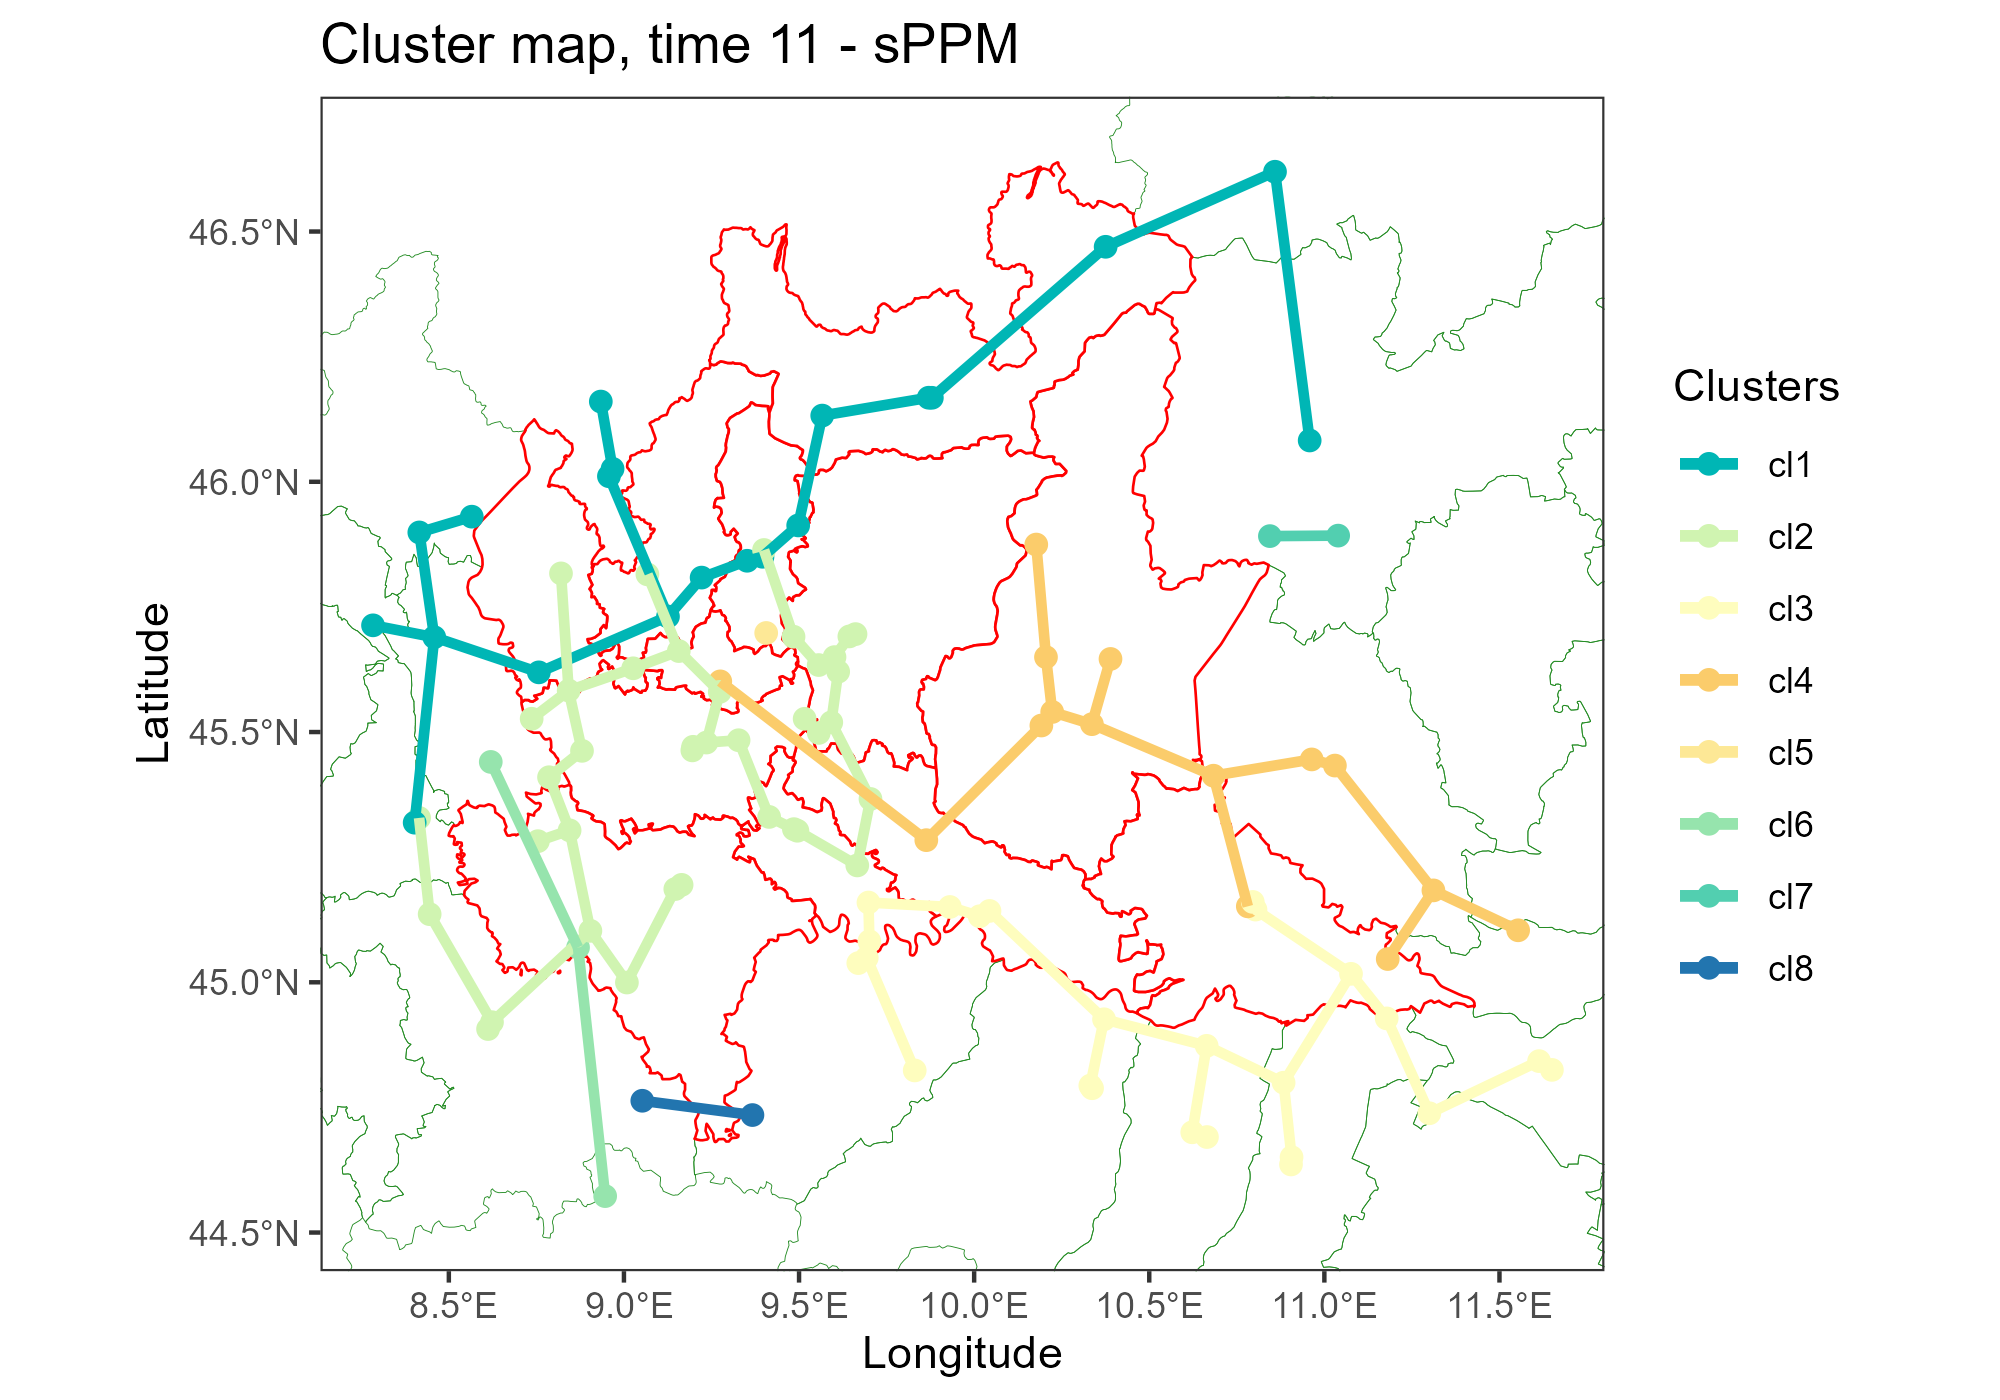 Cluster map, time 11 - sPPM
46.5°N
46.0°N
45.5°N
45.0°N
44.5°N
Latitude
8.5°E
9.0°E
9.5°E
10.0°E
10.5°E
11.0°E
11.5°E
Longitude
Clusters
cl1
cl2
cl3
cl4
cl5
cl6
cl7
cl8